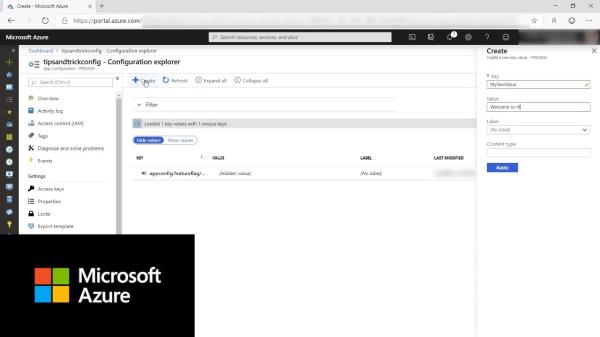 Create - Microsoft Azure
https://portal.azure.com/
Microsoft Azure
Search resources, services, and docs
Dashboard > tipsandtrickconfig - Configuration explorer
tipsandtrickconfig - Configuration explorer
App Configuration - PREVIEW
Search (Ctrl+/)
Overview
Activity log
Access control (IAM)
Tags
Diagnose and solve problems
Events
Settings
Access keys
Properties
Locks
Export template
Create
Refresh
Expand all
Collapse all
Filter
Loaded 1 key-values with 1 unique keys.
Hide values
Show values
KEY
VALUE
LABEL
LAST MODIFIED
.appconfig.featureflag/...
(Hidden value)
(No label)
Create
Create a new key value - PREVIEW
* Key
MyTextValue
Value
Welcome to m
Label
(No label)
Content type
Apply
Microsoft
Azure